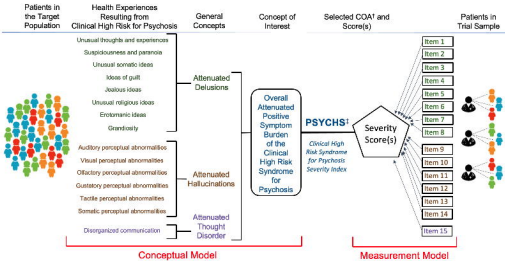 Patients in
the Target
Population
Health Experiences
Resulting from
Clinical High Risk for Psychosis
General
Concepts
Concept of
Interest
Selected COA† and
Score(s)
Patients in
Trial Sample
Unusual thoughts and experiences
Suspiciousness and paranoia
Unusual somatic ideas
Ideas of guilt
Jealous ideas
Unusual religious ideas
Erotomanic ideas
Grandiosity
Auditory perceptual abnormalities
Visual perceptual abnormalities
Olfactory perceptual abnormalities
Gustatory perceptual abnormalities
Tactile perceptual abnormalities
Somatic perceptual abnormalities
Disorganized communication
Attenuated
Delusions
Attenuated
Hallucinations
Attenuated
Thought
Disorder
Overall
Attenuated
Positive
Symptom
Burden
of the
Clinical
High Risk
Syndrome
for
Psychosis
PSYCHS‡
Clinical High
Risk Syndrome
for Psychosis
Severity Index
Severity
Score(s)
Item 1
Item 2
Item 3
Item 4
Item 5
Item 6
Item 7
Item 8
Item 9
Item 10
Item 11
Item 12
Item 13
Item 14
Item 15
Conceptual Model
Measurement Model